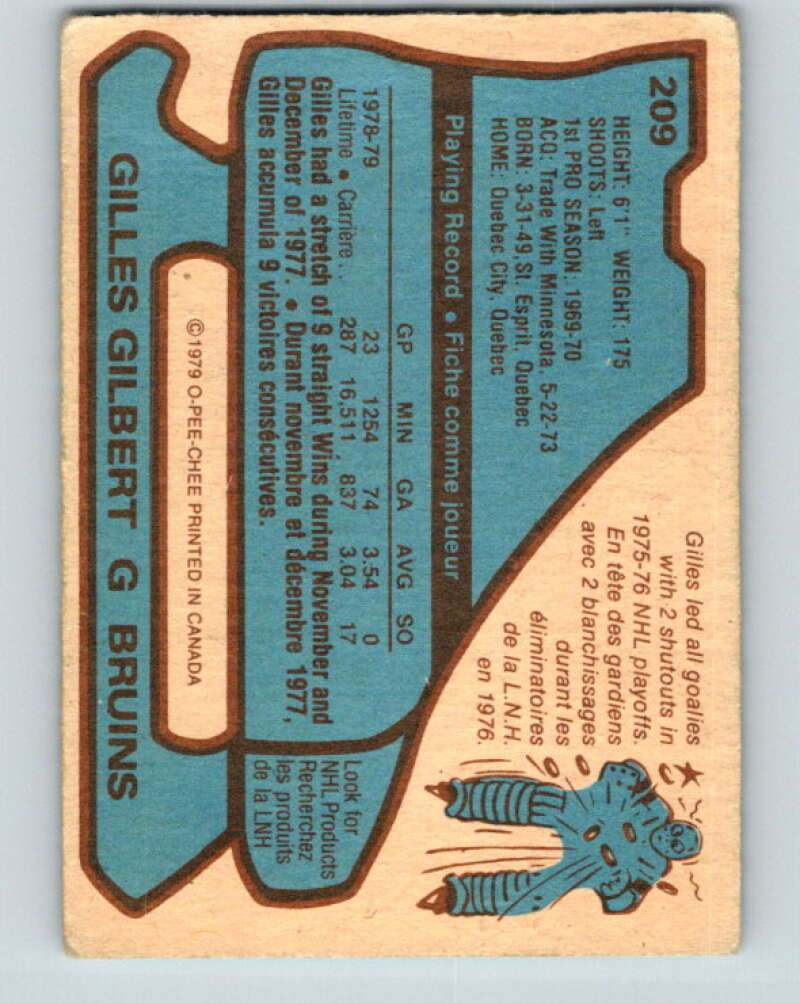 209
HEIGHT: 6'1" WEIGHT: 175
SHOOTS: Left
1st PRO SEASON: 1969-70
ACQ: Trade With Minnesota, 5-22-73
BORN: 3-31-49, St. Esprit, Quebec
HOME: Quebec City, Quebec
Gilles led all goalies
with 2 shutouts in
1975-76 NHL playoffs.
En tête des gardiens
avec 2 blanchissages
durant les
éliminatoires
de la L.N.H.
en 1976.
Playing Record • Fiche comme joueur
GP MIN GA AVG SO
1978-79 23 1254 74 3.54 0
Lifetime • Carrière.. 287 16,511 837 3.04 17
Gilles had a stretch of 9 straight Wins during November and
December of 1977. • Durant novembre et décembre 1977,
Gilles accumula 9 victoires consécutives.
Look for
NHL Products
Recherchez
les produits
de la LNH
©1979 O-PEE-CHEE PRINTED IN CANADA
GILLES GILBERT G BRUINS